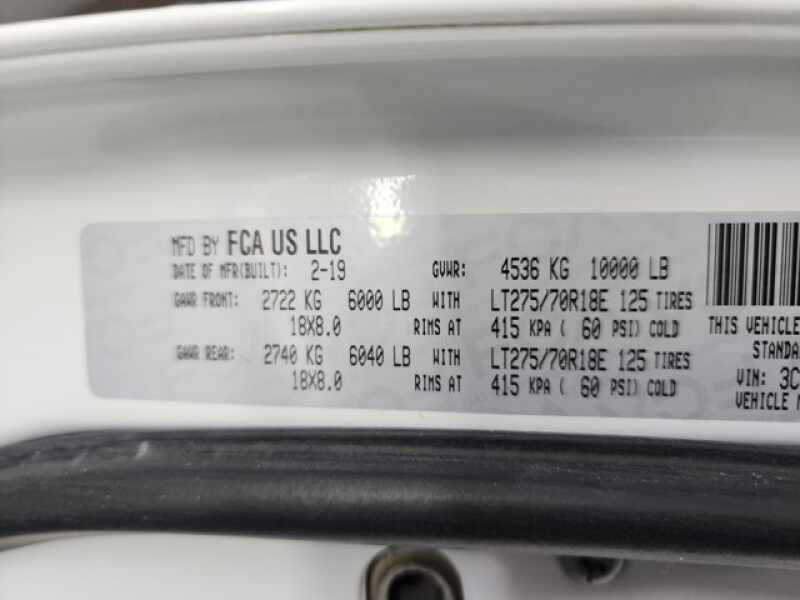 MFD BY FCA US LLC
DATE OF MFR(BUILT): 2-19 GVWR: 4536 KG 10000 LB
GAWR FRONT: 2722 KG 6000 LB WITH LT275/70R18E 125 TIRES
18X8.0 RIMS AT 415 KPA ( 60 PSI) COLD
GAWR REAR: 2740 KG 6040 LB WITH LT275/70R18E 125 TIRES
18X8.0 RIMS AT 415 KPA ( 60 PSI) COLD
THIS VEHICLE
STANDA
VIN: 3C
VEHICLE